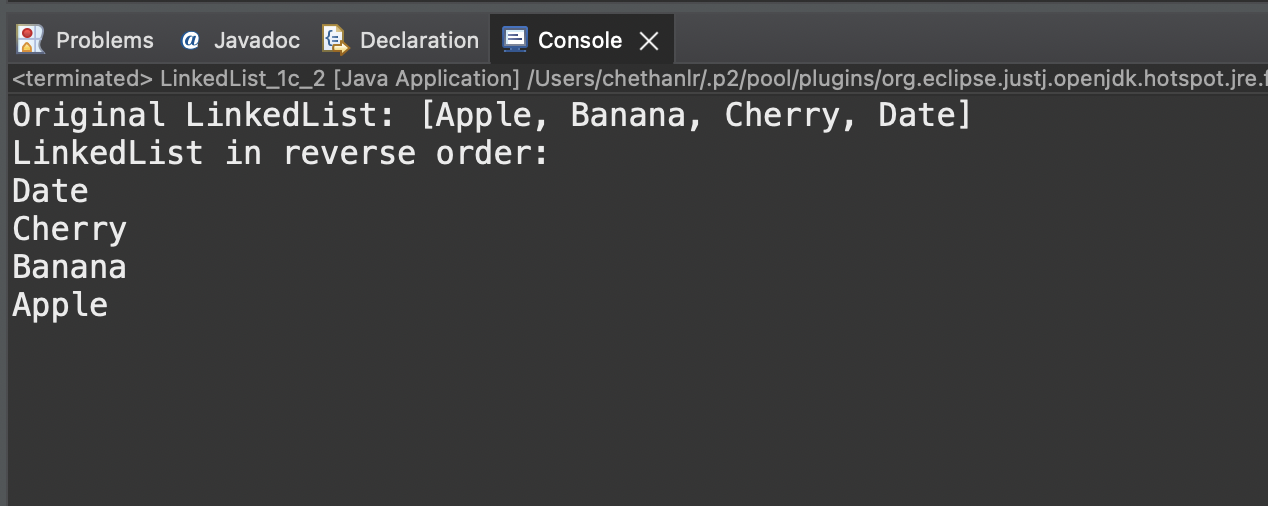 Problems @ Javadoc Declaration Console
<terminated> LinkedList_1c_2 [Java Application] /Users/chethanlr/.p2/pool/plugins/org.eclipse.justj.openjdk.hotspot.jre.f
Original LinkedList: [Apple, Banana, Cherry, Date]
LinkedList in reverse order:
Date
Cherry
Banana
Apple